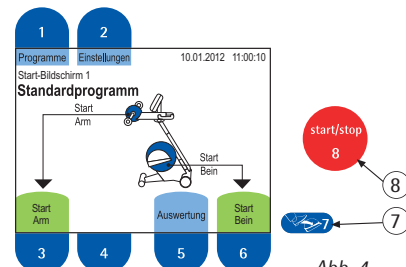 1
2
Programme
Einstellungen
10.01.2012 11:00:10
Start-Bildschirm 1
Standardprogramm
Start
Arm
Start
Bein
start/stop
8
8
Start
Arm
Auswertung
Start
Bein
7
7
3
4
5
6
Abb. 4